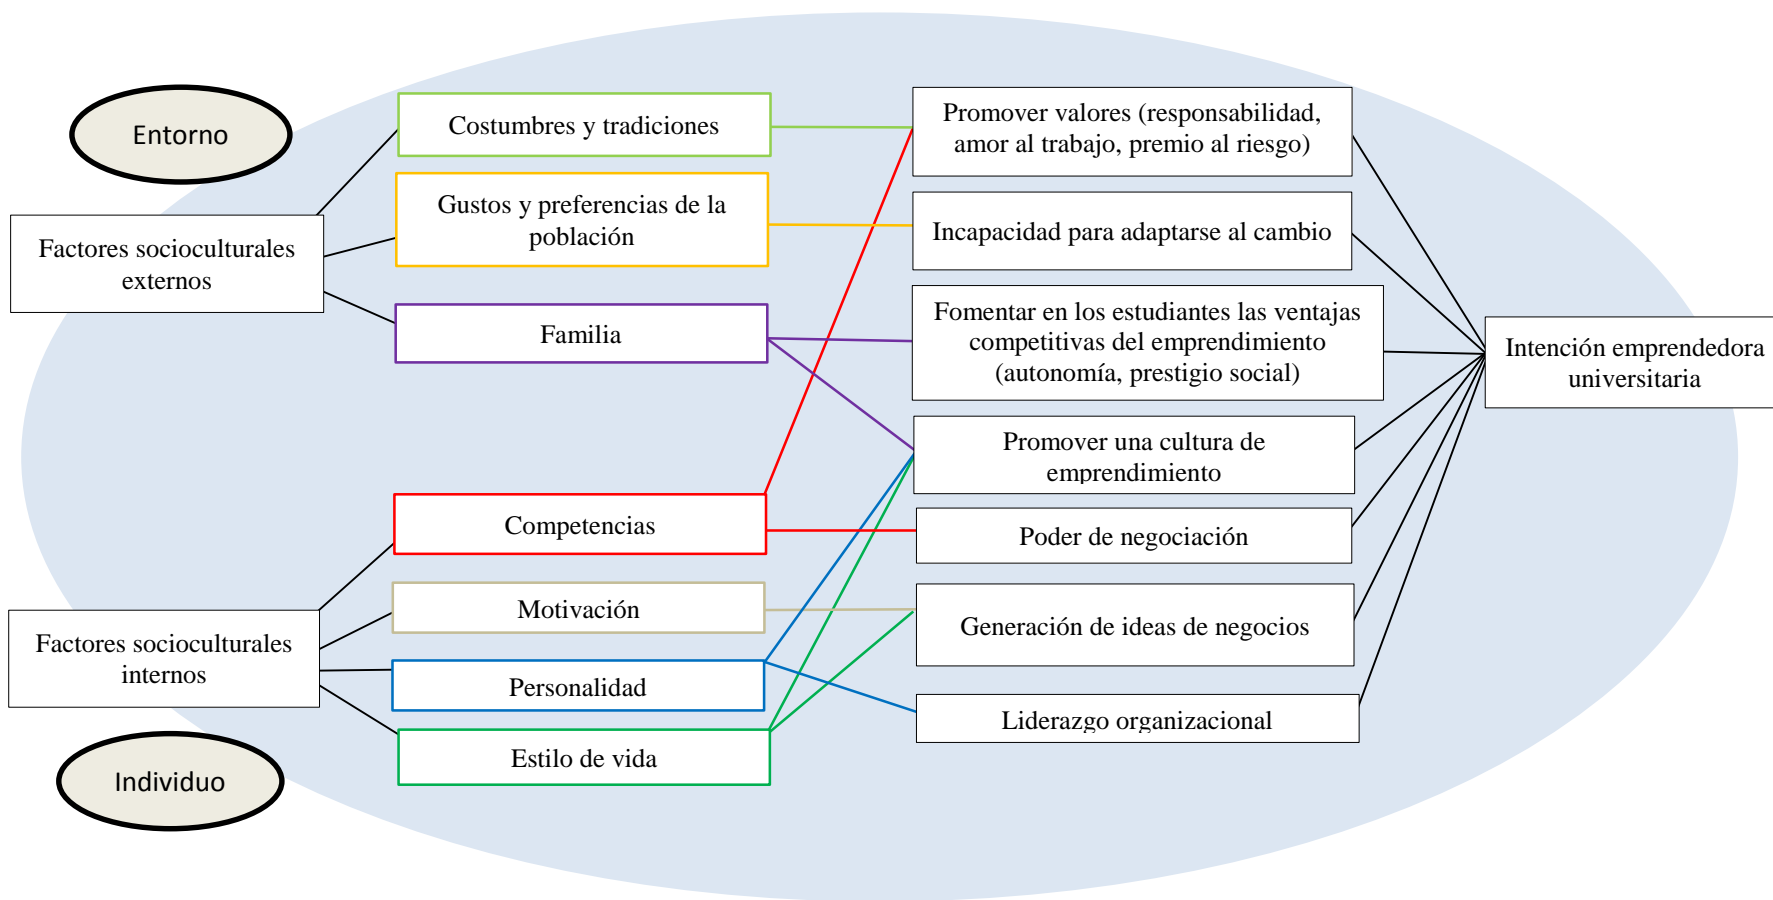 Entorno
Factores socioculturales
externos
Costumbres y tradiciones
Gustos y preferencias de la
población
Familia
Competencias
Motivación
Personalidad
Estilo de vida
Factores socioculturales
internos
Individuo
Promover valores (responsabilidad,
amor al trabajo, premio al riesgo)
Incapacidad para adaptarse al cambio
Fomentar en los estudiantes las ventajas
competitivas del emprendimiento
(autonomía, prestigio social)
Promover una cultura de
emprendimiento
Poder de negociación
Generación de ideas de negocios
Liderazgo organizacional
Intención emprendedora
universitaria